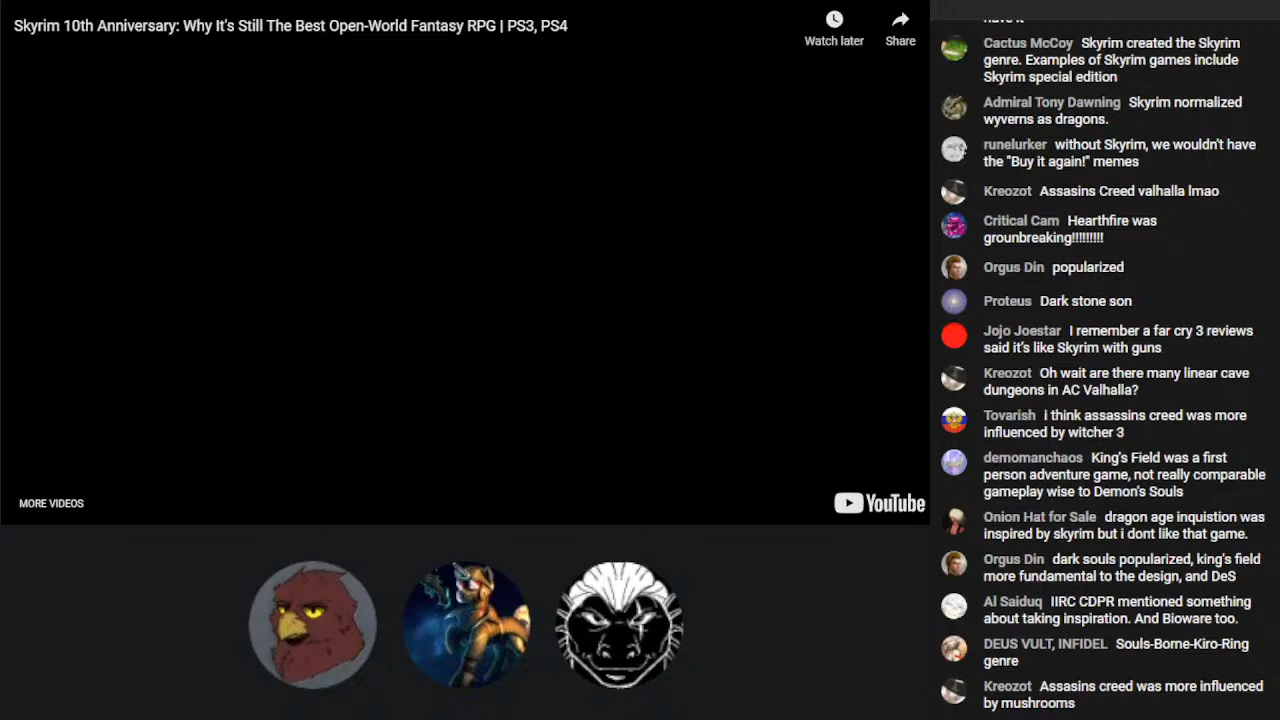 Skyrim 10th Anniversary: Why It's Still The Best Open-World Fantasy RPG | PS3, PS4
Watch later
Share
MORE VIDEOS
YouTube
Cactus McCoy Skyrim created the Skyrim
genre. Examples of Skyrim games include
Skyrim special edition
Admiral Tony Dawning Skyrim normalized
wyverns as dragons.
runelurker without Skyrim, we wouldn't have
the "Buy it again!" memes
Kreozot Assasins Creed valhalla lmao
Critical Cam Hearthfire was
grounbreaking!!!!!!!!!
Orgus Din popularized
Proteus Dark stone son
Jojo Joestar I remember a far cry 3 reviews
said it's like Skyrim with guns
Kreozot Oh wait are there many linear cave
dungeons in AC Valhalla?
Tovarish i think assassins creed was more
influenced by witcher 3
demomanchaos King's Field was a first
person adventure game, not really comparable
gameplay wise to Demon's Souls
Onion Hat for Sale dragon age inquistion was
inspired by skyrim but i dont like that game.
Orgus Din dark souls popularized, king's field
more fundamental to the design, and DeS
Al Saiduq IIRC CDPR mentioned something
about taking inspiration. And Bioware too.
DEUS VULT, INFIDEL Souls-Borne-Kiro-Ring
genre
Kreozot Assasins creed was more influenced
by mushrooms